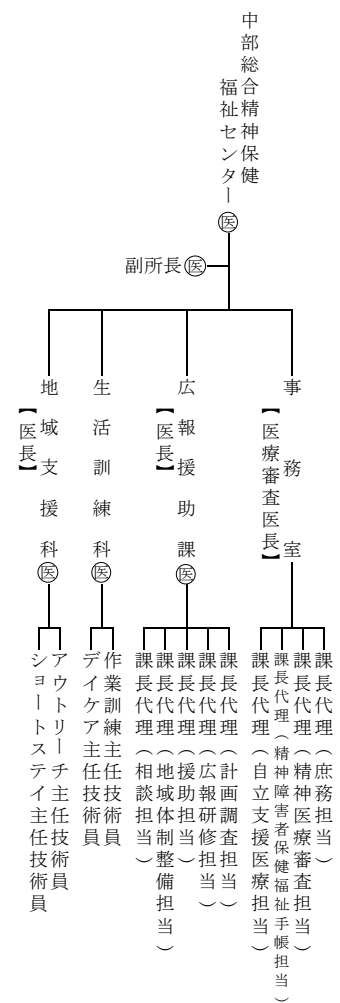 中部総合精神保健
福祉センター ㊩
副所長㊩
事務室
【医療審査医長】
課長代理（庶務担当）
課長代理（精神医療審査担当）
課長代理（精神障害者保健福祉手帳担当）
課長代理（自立支援医療担当）
広報援助課㊩
【医長】
課長代理（計画調査担当）
課長代理（広報研修担当）
課長代理（援助担当）
課長代理（地域体制整備担当）
課長代理（相談担当）
生活訓練科㊩
作業訓練主任技術員
デイケア主任技術員
地域支援科㊩
【医長】
アウトリーチ主任技術員
ショートステイ主任技術員